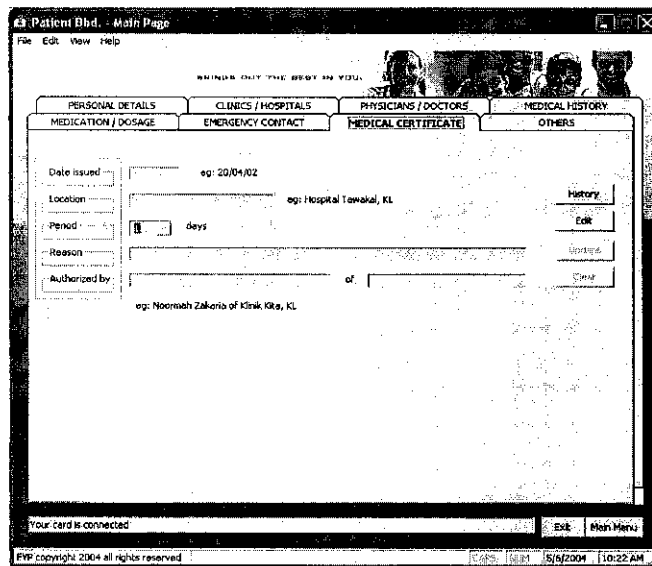 Patient Bhd. - Main Page
File Edit View Help
BRINGS OUT THE BEST IN YOU.
PERSONAL DETAILS CLINICS / HOSPITALS PHYSICIANS / DOCTORS MEDICAL HISTORY
MEDICATION / DOSAGE EMERGENCY CONTACT MEDICAL CERTIFICATE OTHERS
Date issued eg: 20/04/02
Location eg: Hospital Tawakal, KL
History
Period days
Edit
Reason
Update
Authorized by of
Clear
eg: Noormah Zakaria of Klinik Kita, KL
Your card is connected
Exit Main Menu
FYP copyright 2004 all rights reserved CAPS NUM 5/6/2004 10:22 AM